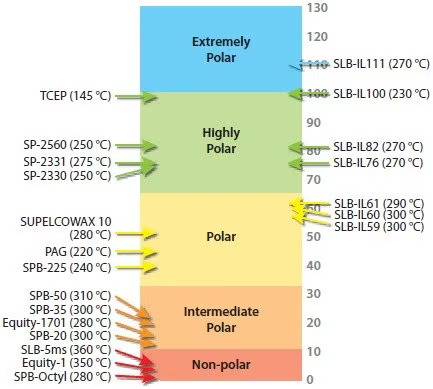 130
Extremely
Polar
120
110
SLB-IL111 (270 °C)
TCEP (145 °C)
100
SLB-IL100 (230 °C)
Highly
Polar
90
SP-2560 (250 °C)
SP-2331 (275 °C)
SP-2330 (250 °C)
80
SLB-IL82 (270 °C)
SLB-IL76 (270 °C)
70
60
SLB-IL61 (290 °C)
SLB-IL60 (300 °C)
SLB-IL59 (300 °C)
SUPELCOWAX 10
(280 °C)
PAG (220 °C)
SPB-225 (240 °C)
Polar
50
40
30
SPB-50 (310 °C)
SPB-35 (300 °C)
Equity-1701 (280 °C)
SPB-20 (300 °C)
Intermediate
Polar
20
10
SLB-5ms (360 °C)
Equity-1 (350 °C)
SPB-Octyl (280 °C)
Non-polar
0